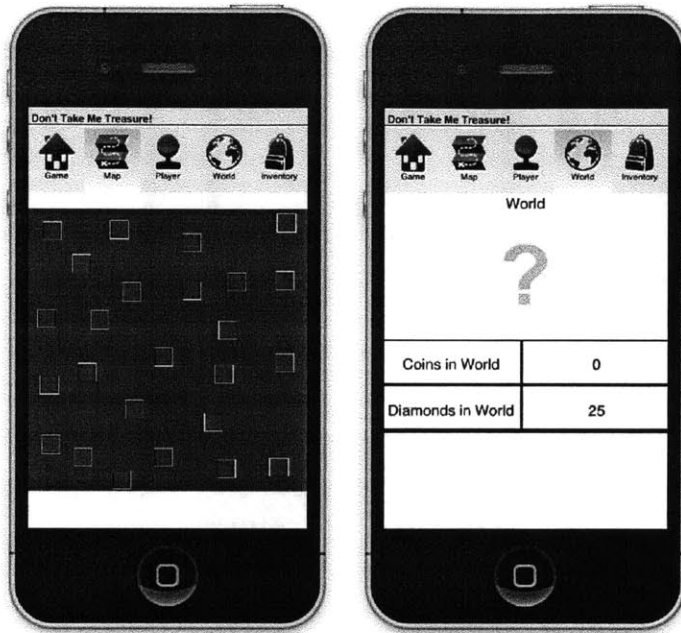 Don't Take Me Treasure!
Game Map Player World Inventory
Don't Take Me Treasure!
Game Map Player World Inventory
World
?
Coins in World 0
Diamonds in World 25